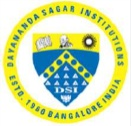 DAYANANDA SAGAR INSTITUTIONS
ESTD. 1960 BANGALORE INDIA
DSI